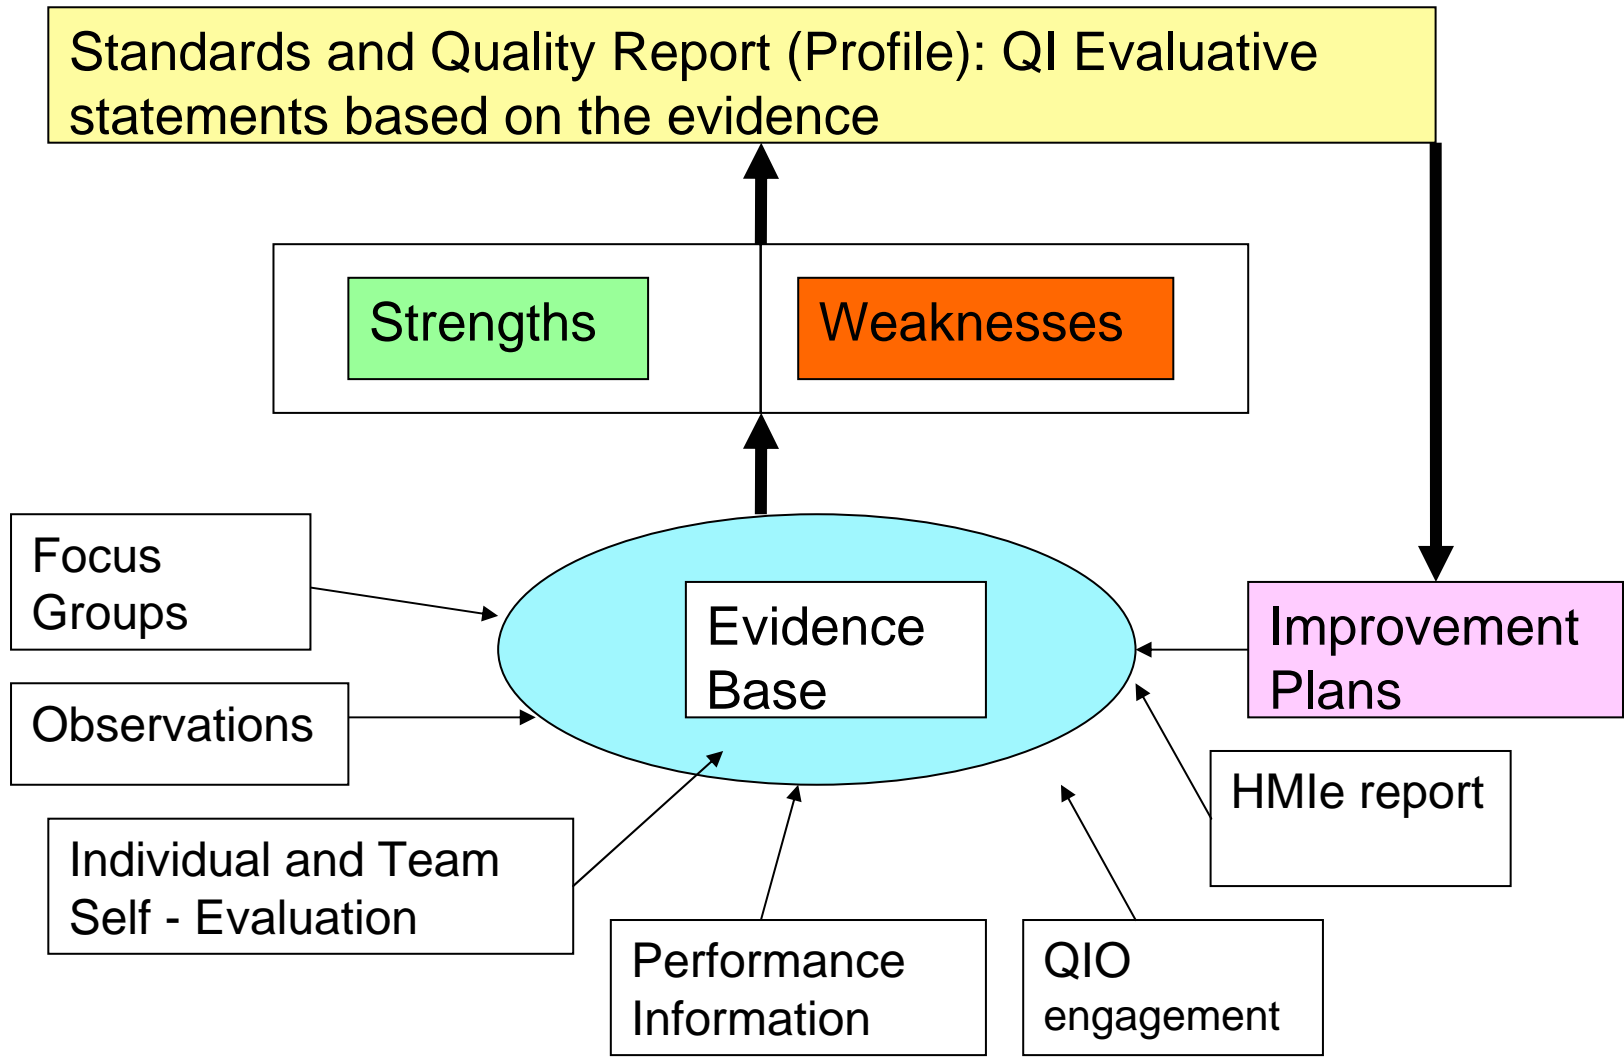 Standards and Quality Report (Profile): QI Evaluative
statements based on the evidence
Strengths
Weaknesses
Focus
Groups
Evidence
Base
Improvement
Plans
Observations
HMIe report
Individual and Team
Self - Evaluation
Performance
Information
QIO
engagement